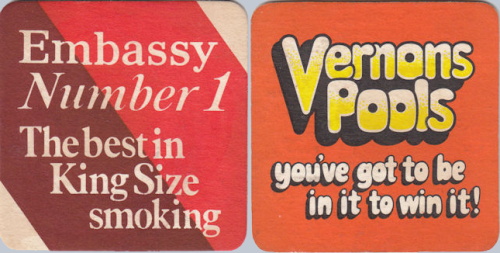 Embassy
Number 1
The best in
King Size
smoking
Vernons
Pools
you've got to be
in it to win it!